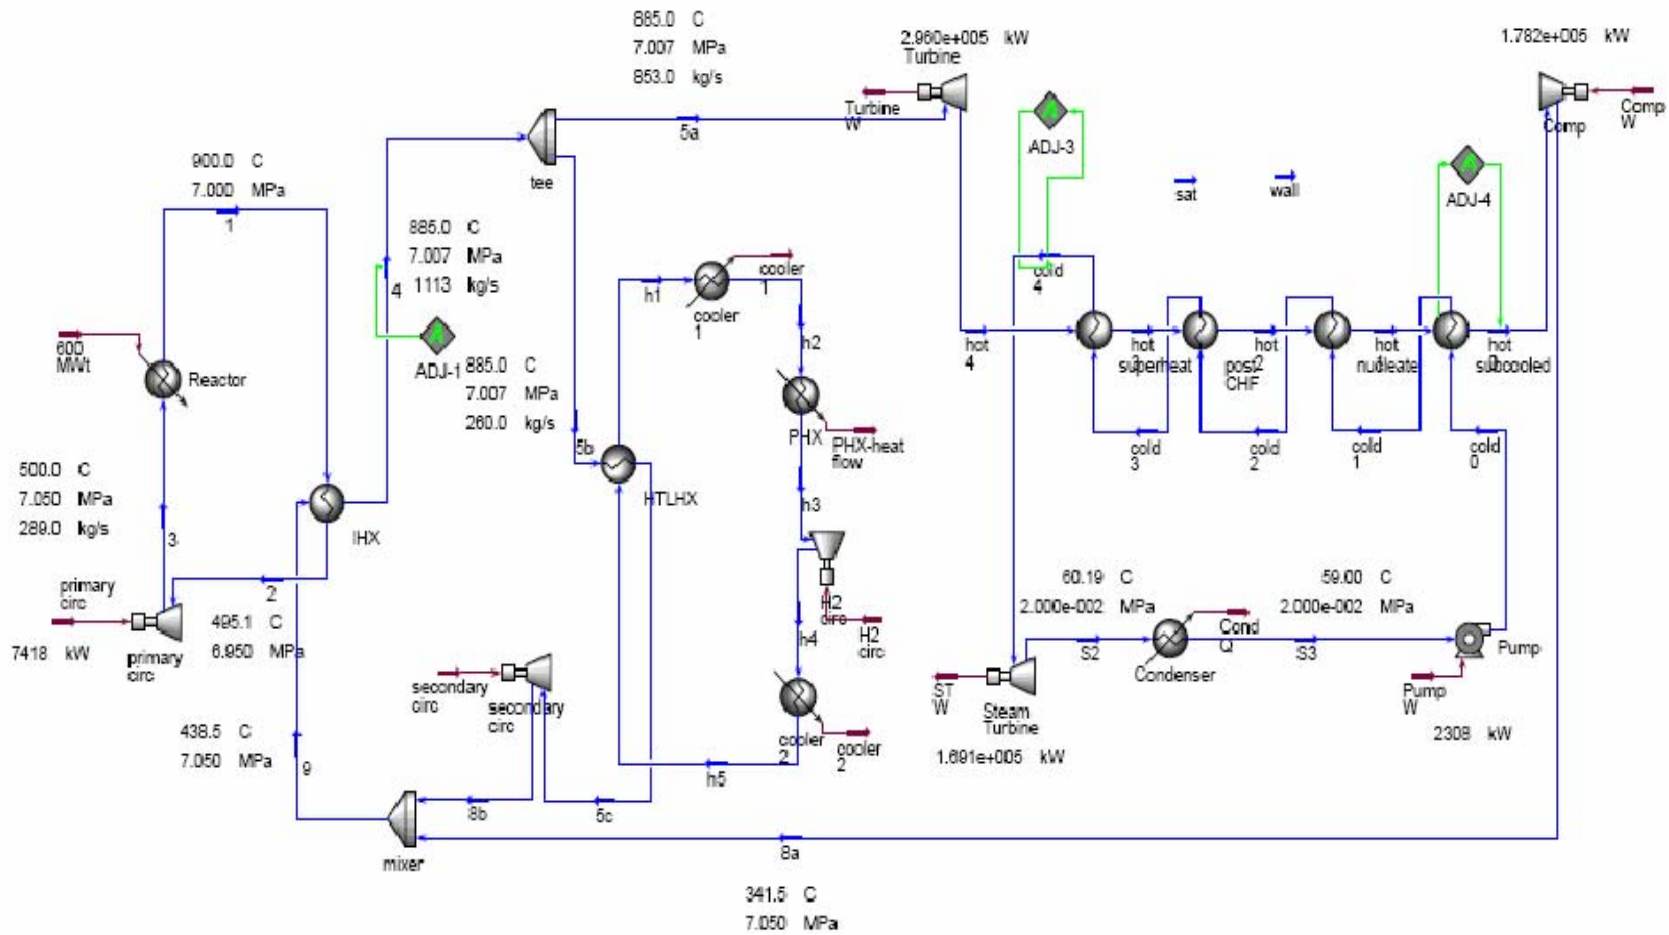 885.0 C
7.007 MPa
853.0 kg/s
2.960e+005 kW
Turbine
Turbine
W
1.782e+005 kW
Comp
Comp
W
5a
tee
ADJ-3
sat
wall
ADJ-4
900.0 C
7.000 MPa
1
885.0 C
7.007 MPa
1113 kg/s
4
ADJ-1
885.0 C
7.007 MPa
260.0 kg/s
5b
HTLHX
h1
cooler
1
cooler
1
h2
PHX
PHX-heat
flow
h3
H2
circ
H2
circ
h4
cooler
2
cooler
2
h5
cold
4
hot
4
hot
3
superheat
hot
2
post
CHF
hot
1
nucleate
hot
0
subcooled
cold
3
cold
2
cold
1
cold
0
600
MWt
Reactor
500.0 C
7.050 MPa
289.0 kg/s
3
IHX
2
primary
circ
7418 kW
primary
circ
495.1 C
6.950 MPa
438.5 C
7.050 MPa
9
secondary
circ
secondary
circ
8b
5c
mixer
8a
341.5 C
7.050 MPa
60.19 C
2.000e-002 MPa
59.00 C
2.000e-002 MPa
S2
Cond
Q
Condenser
S3
Pump
Pump
W
2308 kW
ST
W
Steam
Turbine
1.691e+005 kW